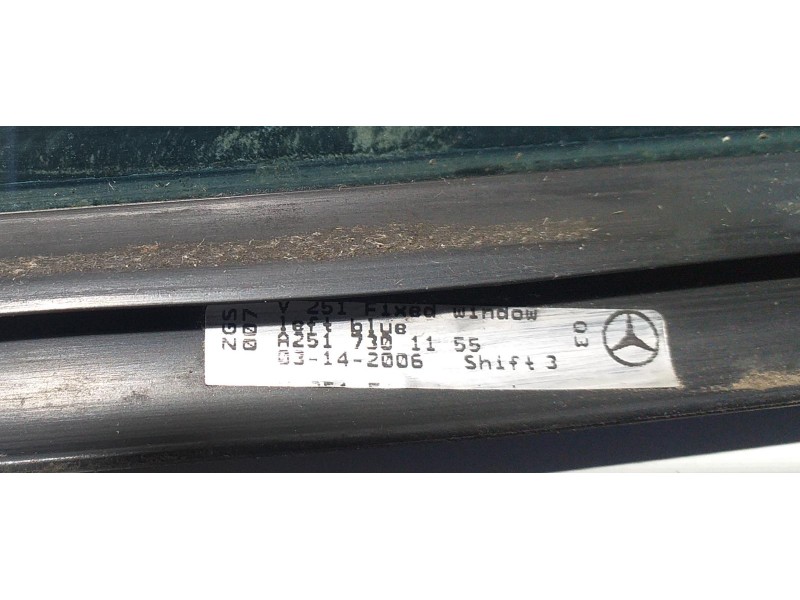 V 251 Fixed window
left blue
A251 730 11 55
03-14-2006 Shift 3
ZGS
007
03